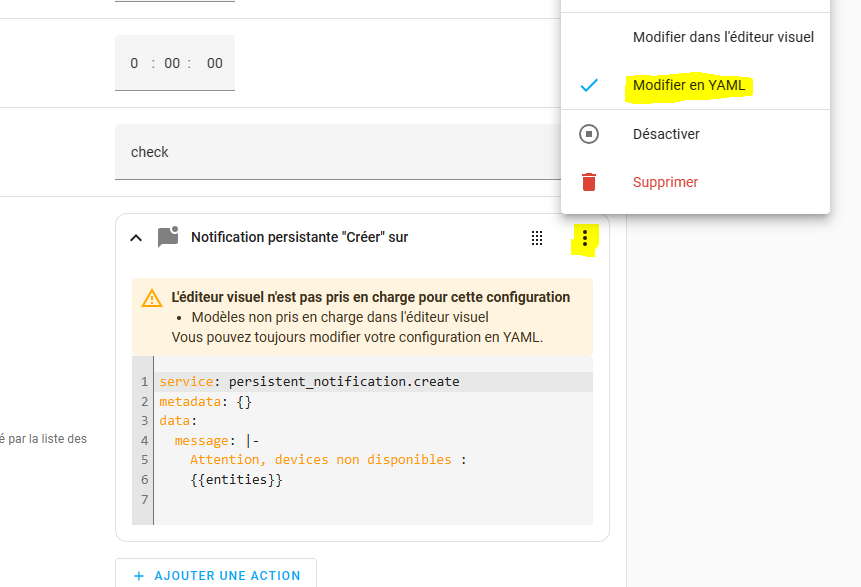 Modifier dans l'éditeur visuel
0 : 00 : 00
Modifier en YAML
Désactiver
check
Supprimer
Notification persistante "Créer" sur
L'éditeur visuel n'est pas pris en charge pour cette configuration
• Modèles non pris en charge dans l'éditeur visuel
Vous pouvez toujours modifier votre configuration en YAML.
1 service: persistent_notification.create
2 metadata: {}
3 data:
é par la liste des
4 message: |-
5 Attention, devices non disponibles :
6 {{entities}}
7
+ AJOUTER UNE ACTION